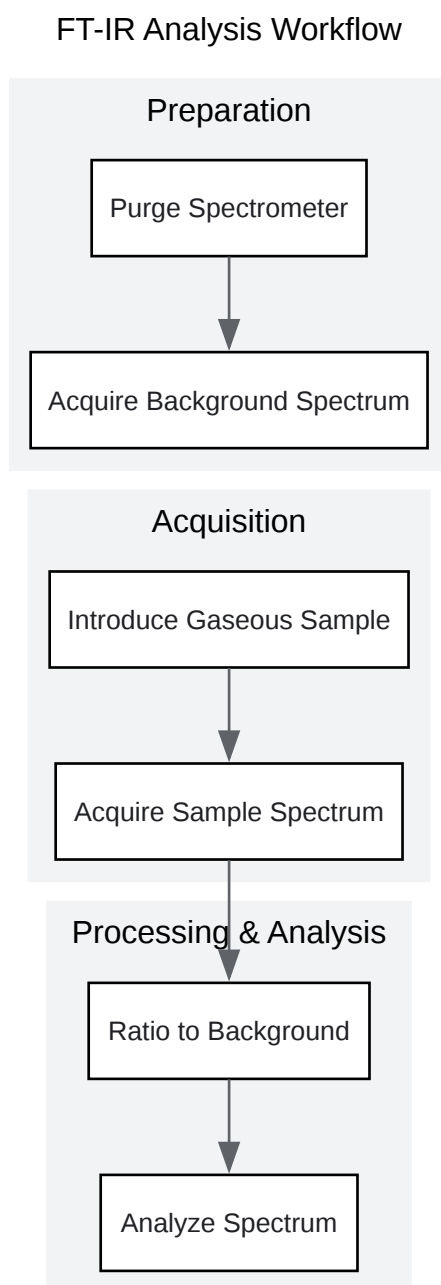 FT-IR Analysis Workflow
Preparation
Purge Spectrometer
Acquire Background Spectrum
Acquisition
Introduce Gaseous Sample
Acquire Sample Spectrum
Processing & Analysis
Ratio to Background
Analyze Spectrum